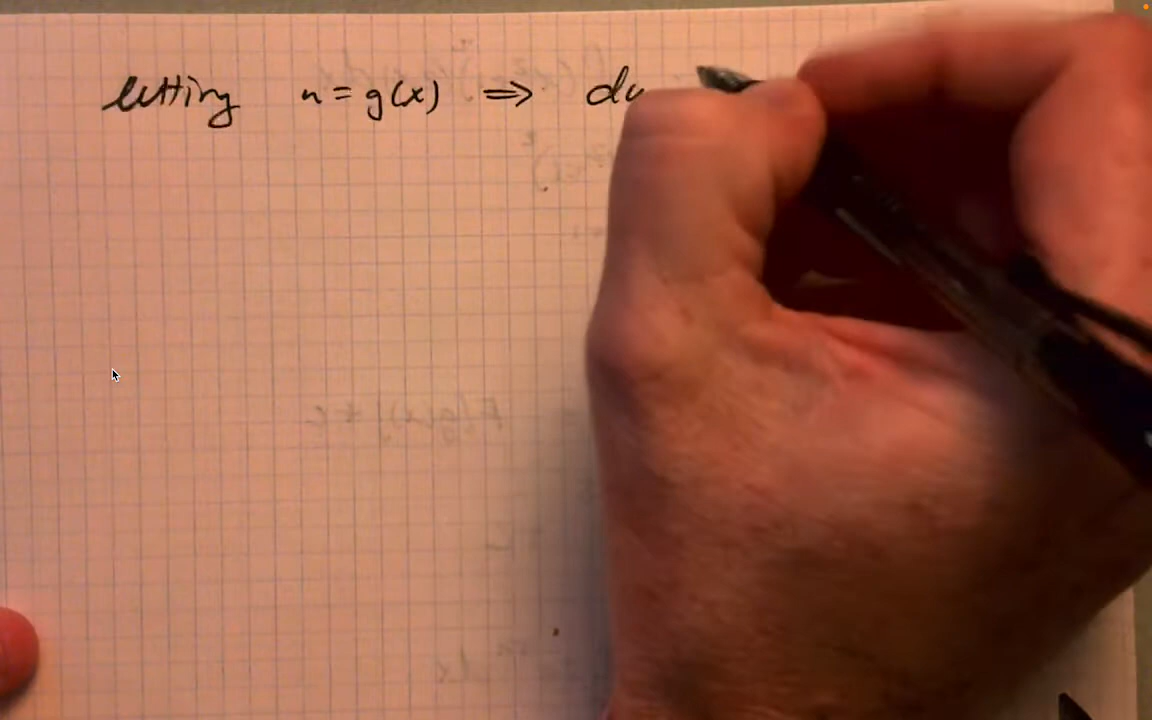 letting u = g(x) ⇒ du